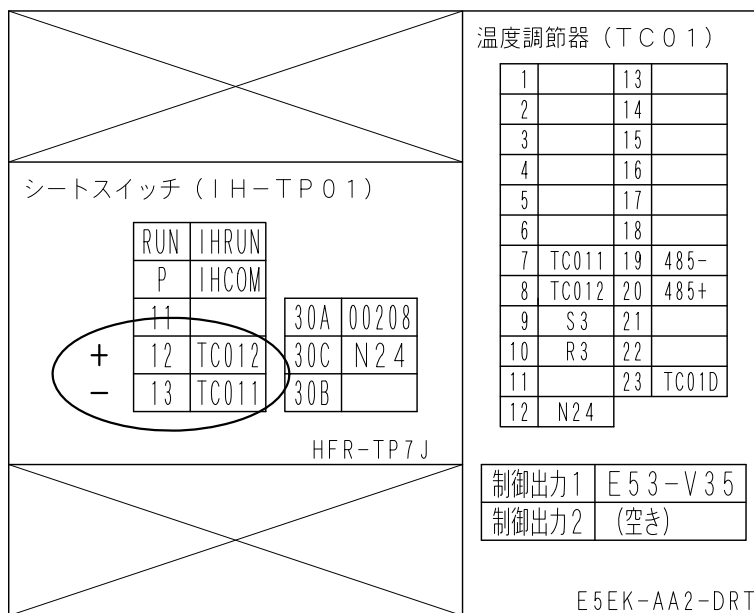 温度調節器（ＴＣ０１）
1 13
2 14
3 15
4 16
5 17
6 18
7 TC011 19 485-
8 TC012 20 485+
9 S3 21
10 R3 22
11 23 TC01D
12 N24
制御出力1 E53-V35
制御出力2 (空き)
E5EK-AA2-DRT
シートスイッチ（ＩＨ－ＴＰ０１）
RUN IHRUN
P IHCOM
11 30A 00208
+ 12 TC012 30C N24
- 13 TC011 30B
HFR-TP7J